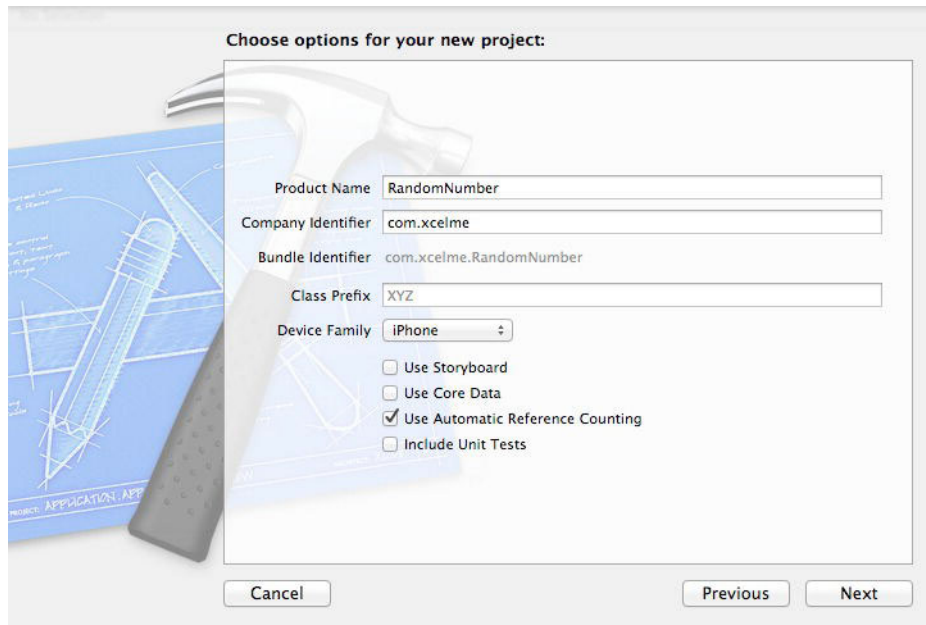 Choose options for your new project:
Product Name RandomNumber
Company Identifier com.xcelme
Bundle Identifier com.xcelme.RandomNumber
Class Prefix XYZ
Device Family iPhone
Use Storyboard
Use Core Data
Use Automatic Reference Counting
Include Unit Tests
PROJECT: APPLICATION.APP
Cancel Previous Next